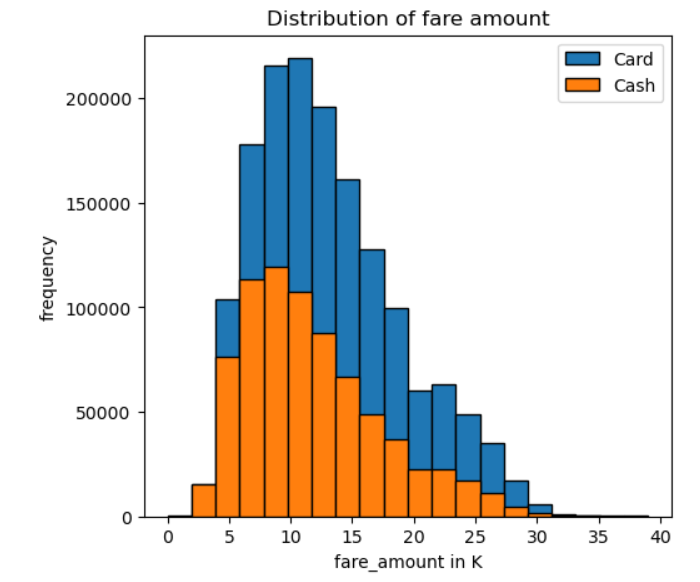 Distribution of fare amount
Card
Cash
200000
150000
100000
50000
0
frequency
0 5 10 15 20 25 30 35 40
fare_amount in K